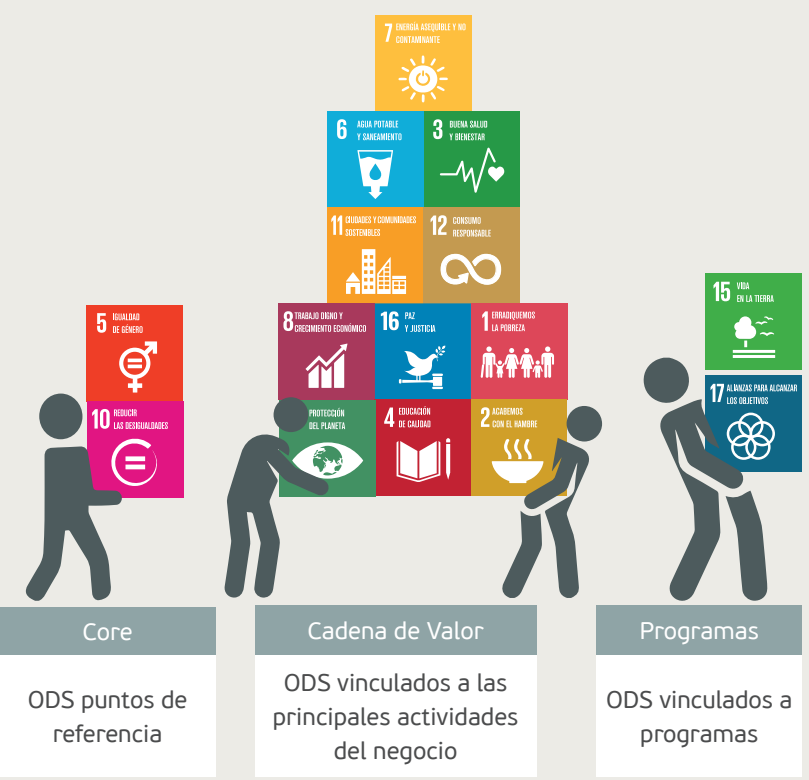 7 ENERGÍA ASEQUIBLE Y NO
CONTAMINANTE
6 AGUA POTABLE
Y SANEAMIENTO
3 BUENA SALUD
Y BIENESTAR
11 CIUDADES Y COMUNIDADES
SOSTENIBLES
12 CONSUMO
RESPONSABLE
5 IGUALDAD
DE GÉNERO
10 REDUCIR
LAS DESIGUALDADES
8 TRABAJO DIGNO Y
CRECIMIENTO ECONÓMICO
16 PAZ
Y JUSTICIA
1 ERRADIQUEMOS
LA POBREZA
PROTECCIÓN
DEL PLANETA
4 EDUCACIÓN
DE CALIDAD
2 ACABEMOS
CON EL HAMBRE
15 VIDA
EN LA TIERRA
17 ALIANZAS PARA ALCANZAR
LOS OBJETIVOS
Core
ODS puntos de
referencia
Cadena de Valor
ODS vinculados a las
principales actividades
del negocio
Programas
ODS vinculados a
programas